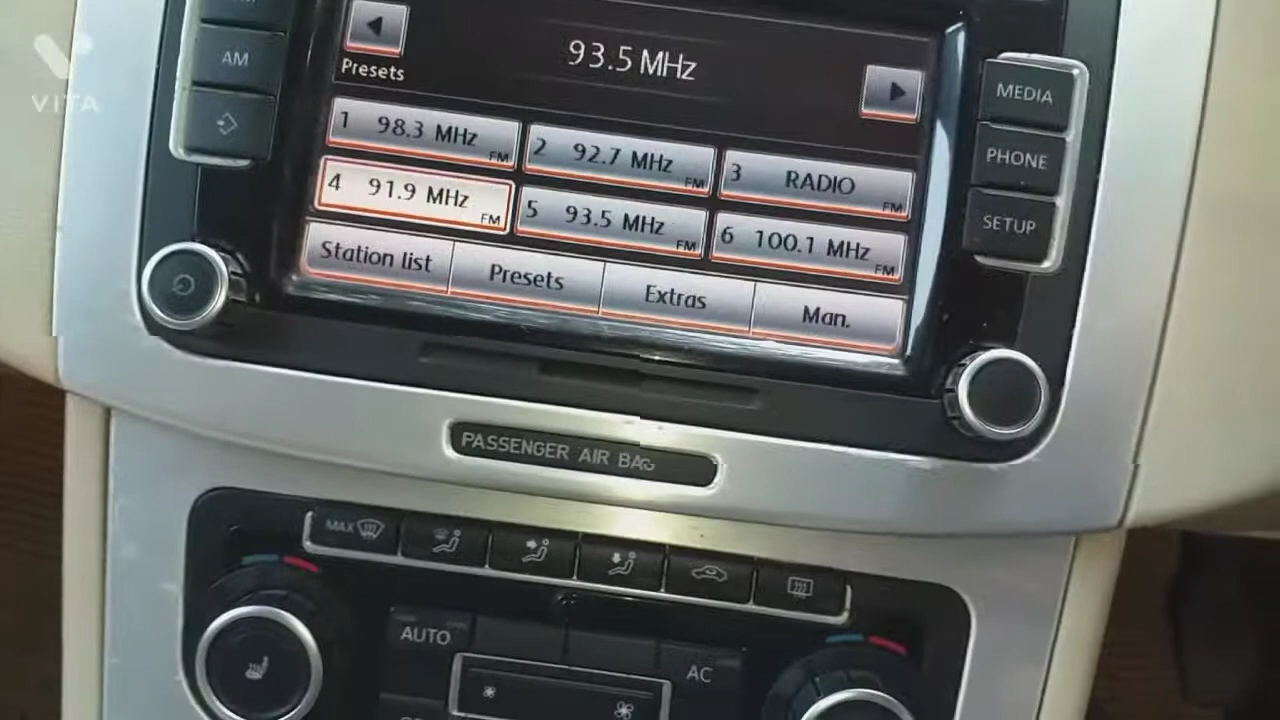 VITA
AM
93.5 MHz
Presets
MEDIA
PHONE
SETUP
1 98.3 MHz FM
2 92.7 MHz FM
3 RADIO FM
4 91.9 MHz FM
5 93.5 MHz FM
6 100.1 MHz FM
Station list
Presets
Extras
Man.
PASSENGER AIR BAG
MAX
AUTO
AC